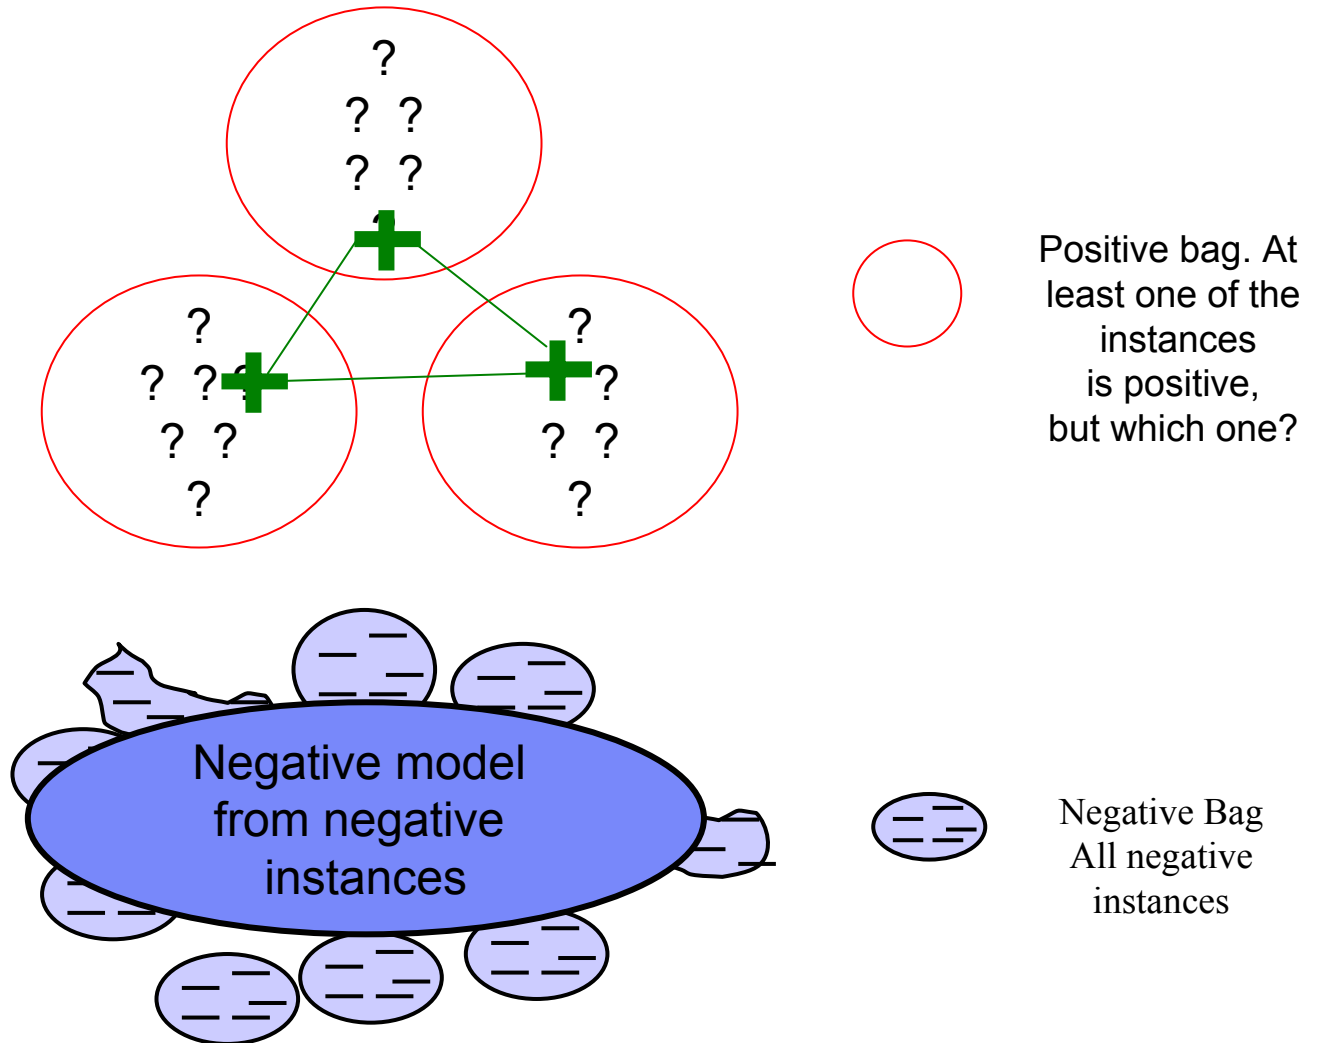 ?
? ?
? ?
?
?
? ? ?
? ?
?
?
?
? ?
?
Positive bag. At
least one of the
instances
is positive,
but which one?
Negative model
from negative
instances
Negative Bag
All negative
instances